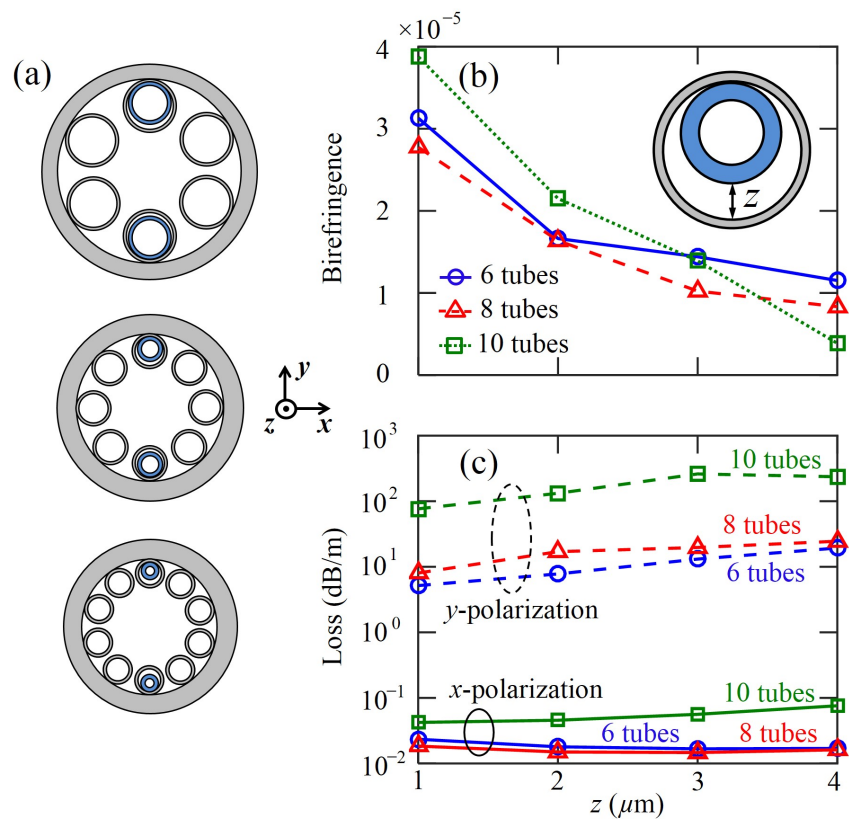 (a)
y
z
x
×10⁻⁵
4
3
2
1
0
Birefringence
(b)
z
6 tubes
8 tubes
10 tubes
(c)
10³
10²
10¹
10⁰
10⁻¹
10⁻²
Loss (dB/m)
10 tubes
8 tubes
6 tubes
y-polarization
x-polarization
10 tubes
6 tubes
8 tubes
1
2
3
4
z (µm)